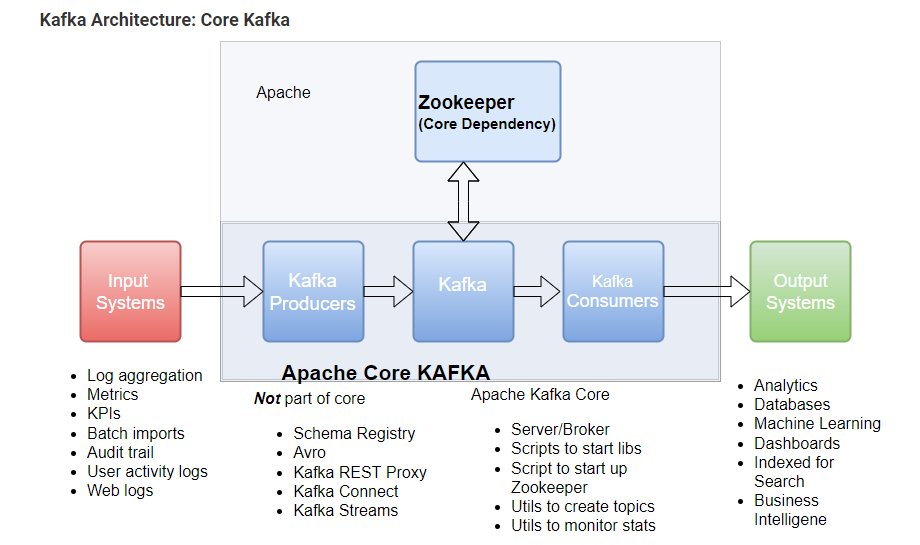 Kafka Architecture: Core Kafka
Apache
Zookeeper
(Core Dependency)
Input
Systems
Kafka
Producers
Kafka
Kafka
Consumers
Output
Systems
Apache Core KAFKA
• Log aggregation
• Metrics
• KPIs
• Batch imports
• Audit trail
• User activity logs
• Web logs
Not part of core
• Schema Registry
• Avro
• Kafka REST Proxy
• Kafka Connect
• Kafka Streams
Apache Kafka Core
• Server/Broker
• Scripts to start libs
• Script to start up
Zookeeper
• Utils to create topics
• Utils to monitor stats
• Analytics
• Databases
• Machine Learning
• Dashboards
• Indexed for
Search
• Business
Intelligene